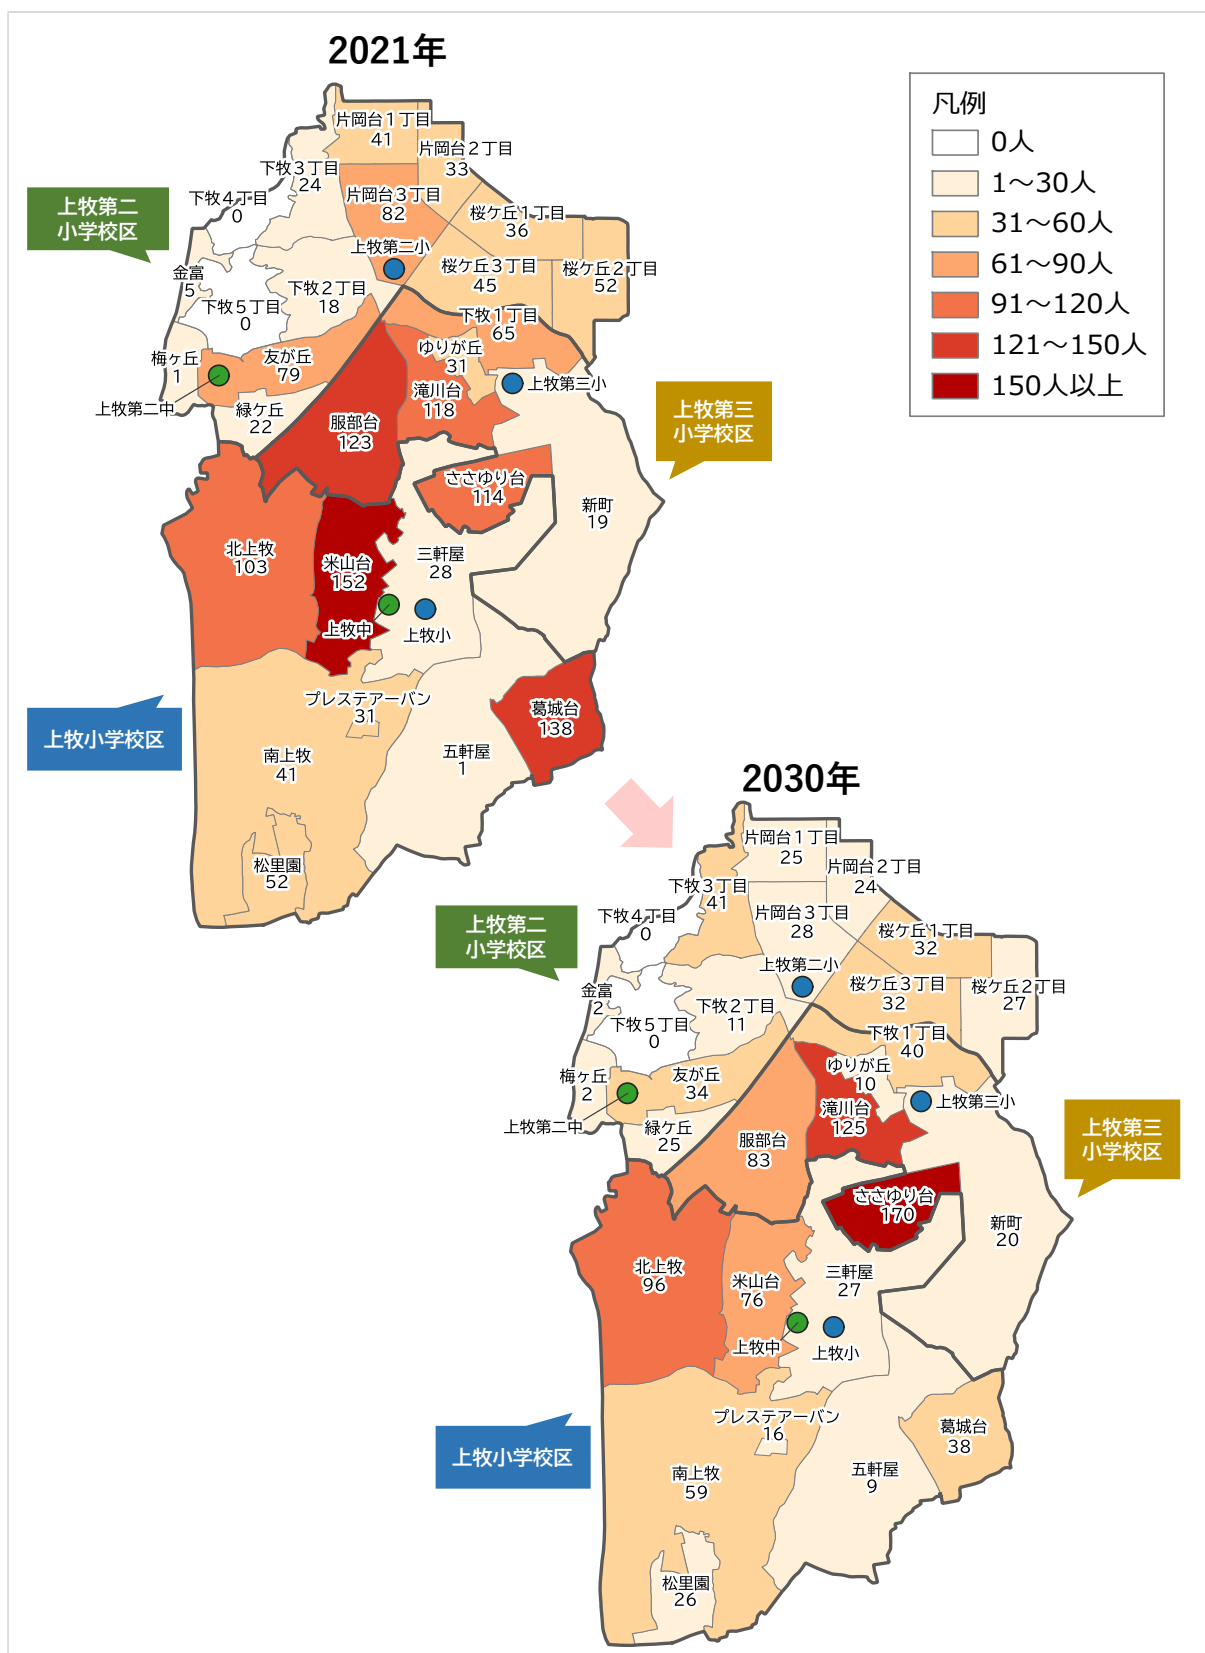 2021年
凡例
0人
1～30人
31～60人
61～90人
91～120人
121～150人
150人以上
片岡台1丁目
41
片岡台2丁目
33
下牧3丁目
24
片岡台3丁目
82
下牧4丁目
0
桜ケ丘1丁目
36
上牧第二
小学校区
上牧第二小
桜ケ丘3丁目
45
桜ケ丘2丁目
52
金富
5
下牧2丁目
18
下牧5丁目
0
下牧1丁目
65
梅ヶ丘
1
友が丘
79
ゆりが丘
31
上牧第三小
滝川台
118
上牧第二中
緑ケ丘
22
服部台
123
上牧第三
小学校区
ささゆり台
114
新町
19
北上牧
103
米山台
152
三軒屋
28
上牧中
上牧小
プレステアーバン
31
葛城台
138
上牧小学校区
南上牧
41
五軒屋
1
松里園
52
2030年
片岡台1丁目
25
片岡台2丁目
24
下牧3丁目
41
片岡台3丁目
28
下牧4丁目
0
桜ケ丘1丁目
32
上牧第二
小学校区
上牧第二小
桜ケ丘3丁目
32
桜ケ丘2丁目
27
金富
2
下牧2丁目
11
下牧5丁目
0
下牧1丁目
40
梅ヶ丘
2
友が丘
34
ゆりが丘
10
上牧第三小
滝川台
125
上牧第二中
緑ケ丘
25
服部台
83
上牧第三
小学校区
ささゆり台
170
新町
20
北上牧
96
米山台
76
三軒屋
27
上牧中
上牧小
プレステアーバン
16
葛城台
38
上牧小学校区
南上牧
59
五軒屋
9
松里園
26